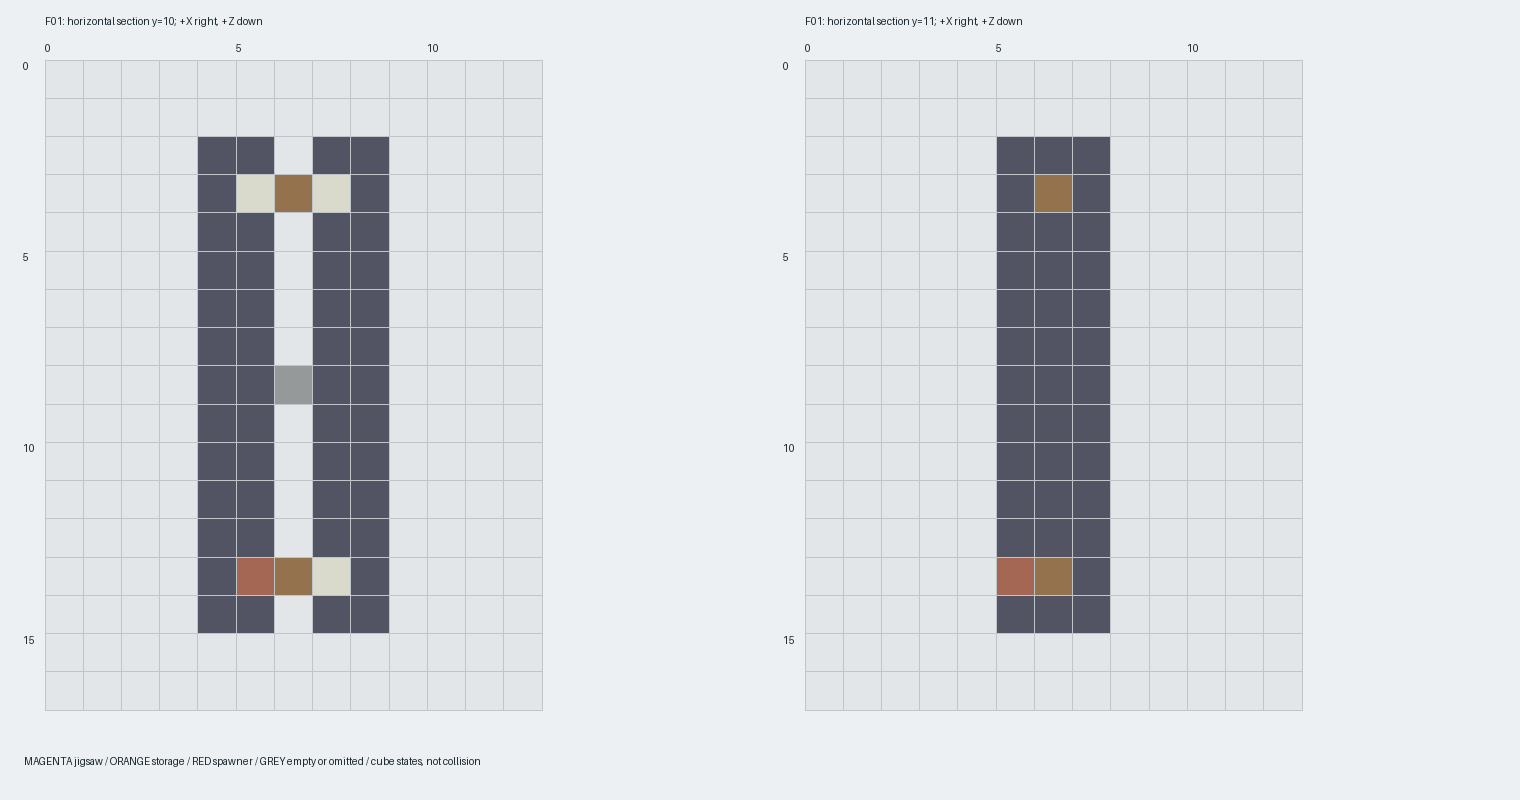 F01: horizontal section y=10; +X right, +Z down
F01: horizontal section y=11; +X right, +Z down
0 5 10
0 5 10
0
0
5
5
10
10
15
15
MAGENTA jigsaw / ORANGE storage / RED spawner / GREY empty or omitted / cube states, not collision